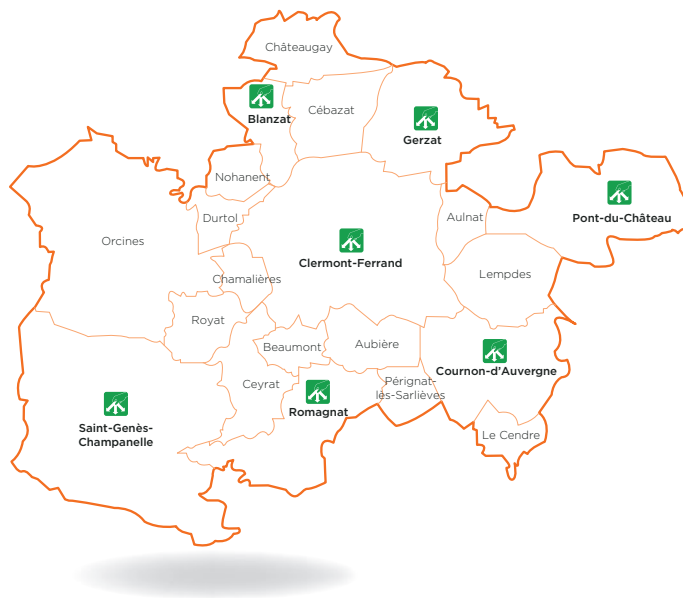 Châteaugay
Blanzat
Cébazat
Gerzat
Nohanent
Durtol
Aulnat
Pont-du-Château
Orcines
Clermont-Ferrand
Chamalières
Lempdes
Royat
Beaumont
Aubière
Cournon-d'Auvergne
Ceyrat
Pérignat-
lès-Sarlièves
Romagnat
Saint-Genès-
Champanelle
Le Cendre